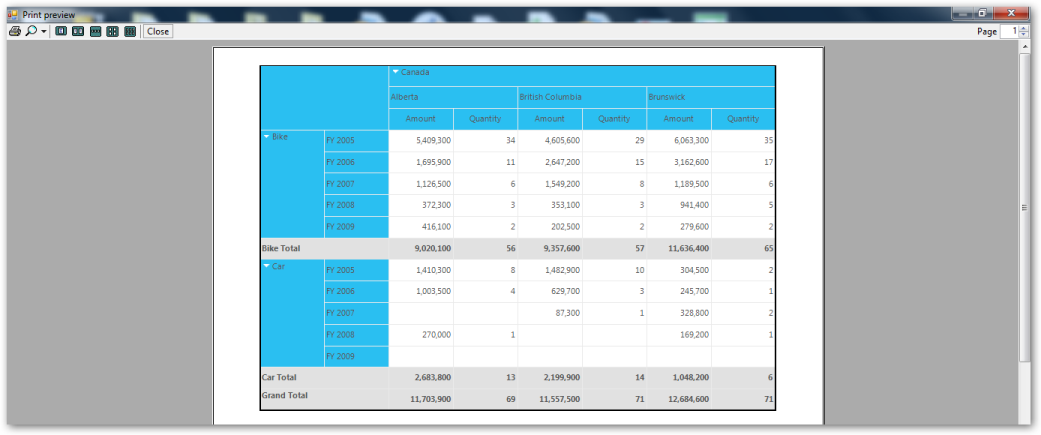 Print preview
Close
Page 1
Canada
Alberta British Columbia Brunswick
Amount Quantity Amount Quantity Amount Quantity
Bike FY 2005 5,409,300 34 4,605,600 29 6,063,300 35
FY 2006 1,695,900 11 2,647,200 15 3,162,600 17
FY 2007 1,126,500 6 1,549,200 8 1,189,500 6
FY 2008 372,300 3 353,100 3 941,400 5
FY 2009 416,100 2 202,500 2 279,600 2
Bike Total 9,020,100 56 9,357,600 57 11,636,400 65
Car FY 2005 1,410,300 8 1,482,900 10 304,500 2
FY 2006 1,003,500 4 629,700 3 245,700 1
FY 2007 87,300 1 328,800 2
FY 2008 270,000 1 169,200 1
FY 2009
Car Total 2,683,800 13 2,199,900 14 1,048,200 6
Grand Total 11,703,900 69 11,557,500 71 12,684,600 71